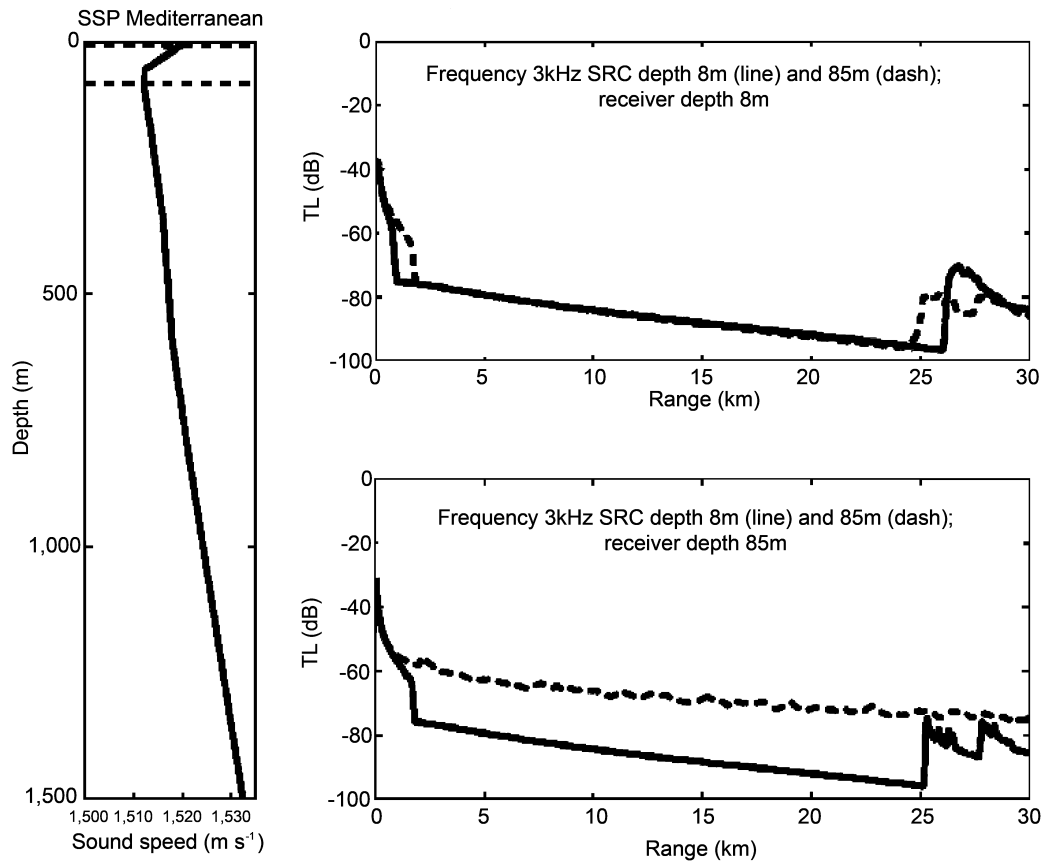 SSP Mediterranean
0
500
1,000
1,500
Depth (m)
1,500 1,510 1,520 1,530
Sound speed (m s-1)
Frequency 3kHz SRC depth 8m (line) and 85m (dash);
receiver depth 8m
0
-20
-40
-60
-80
-100
TL (dB)
0 5 10 15 20 25 30
Range (km)
Frequency 3kHz SRC depth 8m (line) and 85m (dash);
receiver depth 85m
0
-20
-40
-60
-80
-100
TL (dB)
0 5 10 15 20 25 30
Range (km)